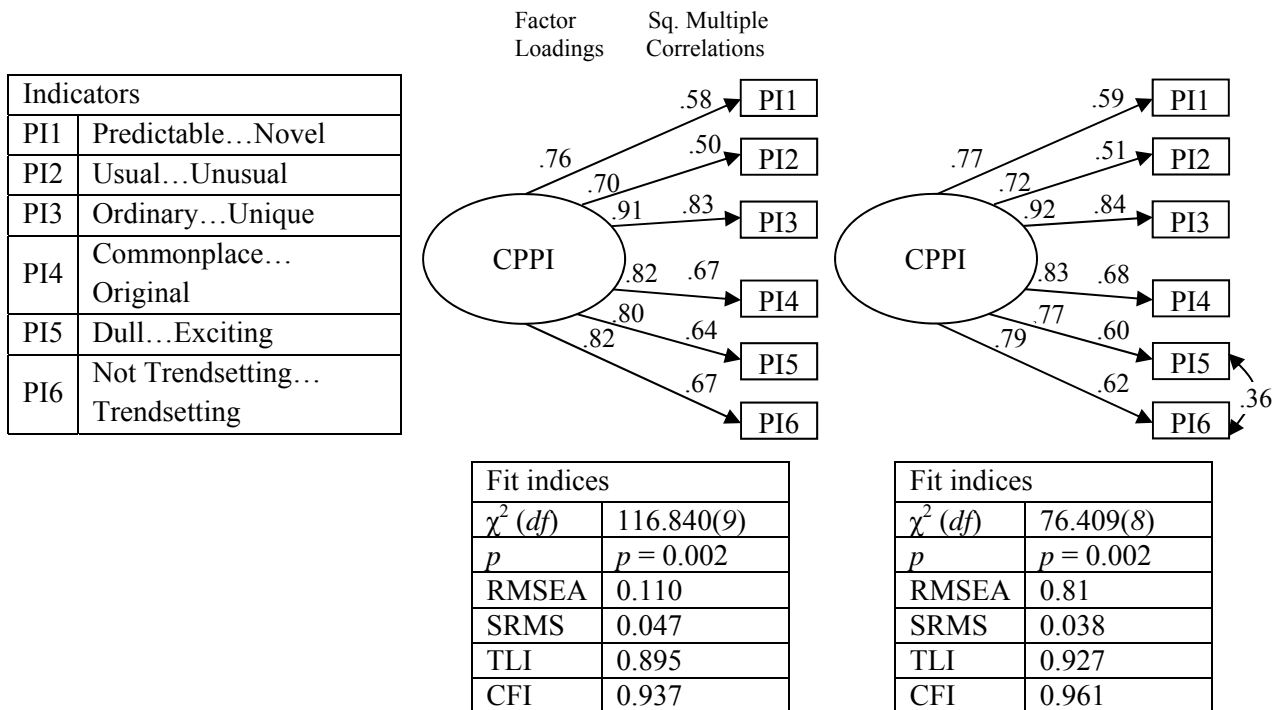 Factor Sq. Multiple
Loadings Correlations
Indicators
PI1 Predictable…Novel
PI2 Usual…Unusual
PI3 Ordinary…Unique
PI4 Commonplace…
Original
PI5 Dull…Exciting
PI6 Not Trendsetting…
Trendsetting
CPPI
.76 .58 PI1
.70 .50 PI2
.91 .83 PI3
.82 .67 PI4
.80 .64 PI5
.82 .67 PI6
CPPI
.77 .59 PI1
.72 .51 PI2
.92 .84 PI3
.83 .68 PI4
.77 .60 PI5
.79 .62 PI6
.36
Fit indices
χ² (df) 116.840(9)
p p = 0.002
RMSEA 0.110
SRMS 0.047
TLI 0.895
CFI 0.937
Fit indices
χ² (df) 76.409(8)
p p = 0.002
RMSEA 0.81
SRMS 0.038
TLI 0.927
CFI 0.961